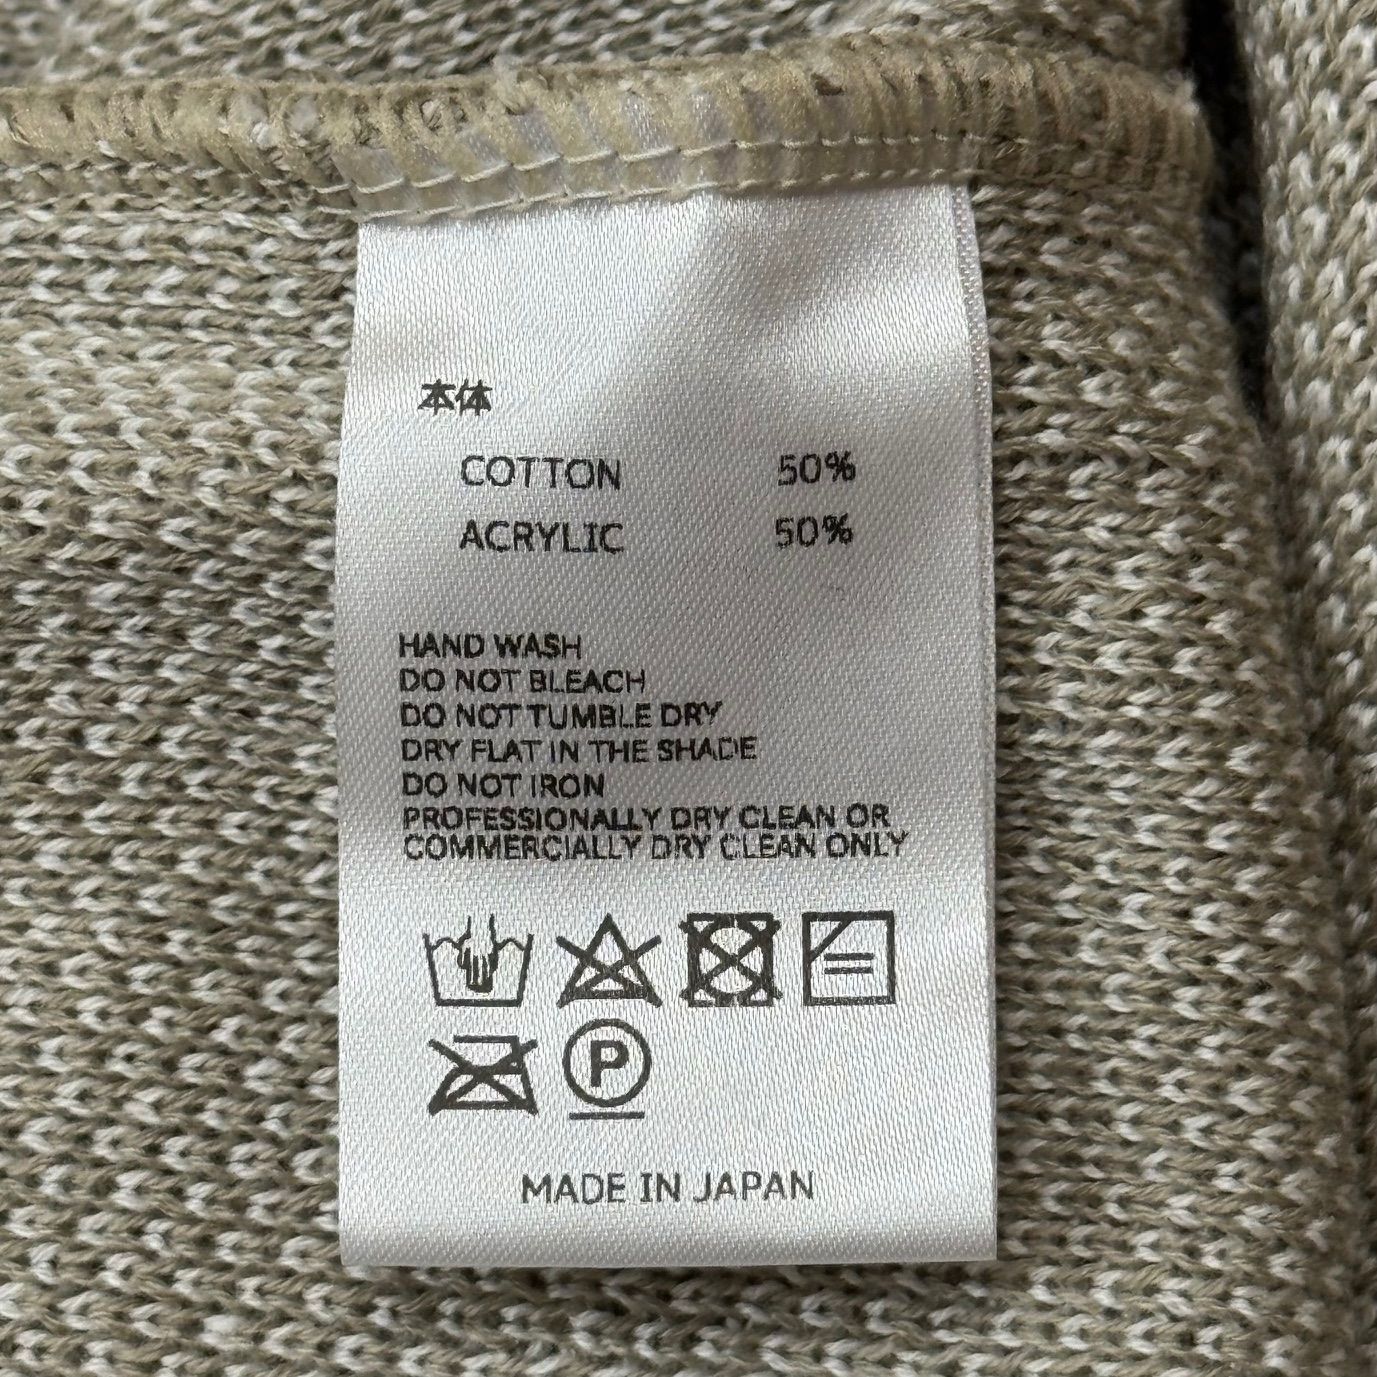 本体
COTTON 50%
ACRYLIC 50%
HAND WASH
DO NOT BLEACH
DO NOT TUMBLE DRY
DRY FLAT IN THE SHADE
DO NOT IRON
PROFESSIONALLY DRY CLEAN OR
COMMERCIALLY DRY CLEAN ONLY
P
MADE IN JAPAN